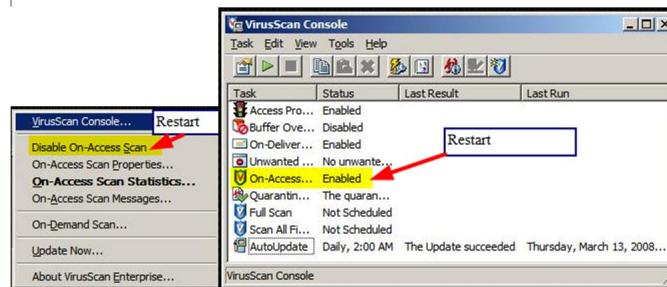 VirusScan Console...
Restart
Disable On-Access Scan
On-Access Scan Properties...
On-Access Scan Statistics...
On-Access Scan Messages...
On-Demand Scan...
Update Now...
About VirusScan Enterprise...
VirusScan Console
Task Edit View Tools Help
Task Status Last Result Last Run
Access Pro... Enabled
Buffer Ove... Disabled
On-Deliver... Enabled
Restart
Unwanted ... No unwante...
On-Access... Enabled
Quarantin... The quaran...
Full Scan Not Scheduled
Scan All Fi... Not Scheduled
AutoUpdate Daily, 2:00 AM The Update succeeded Thursday, March 13, 2008...
VirusScan Console